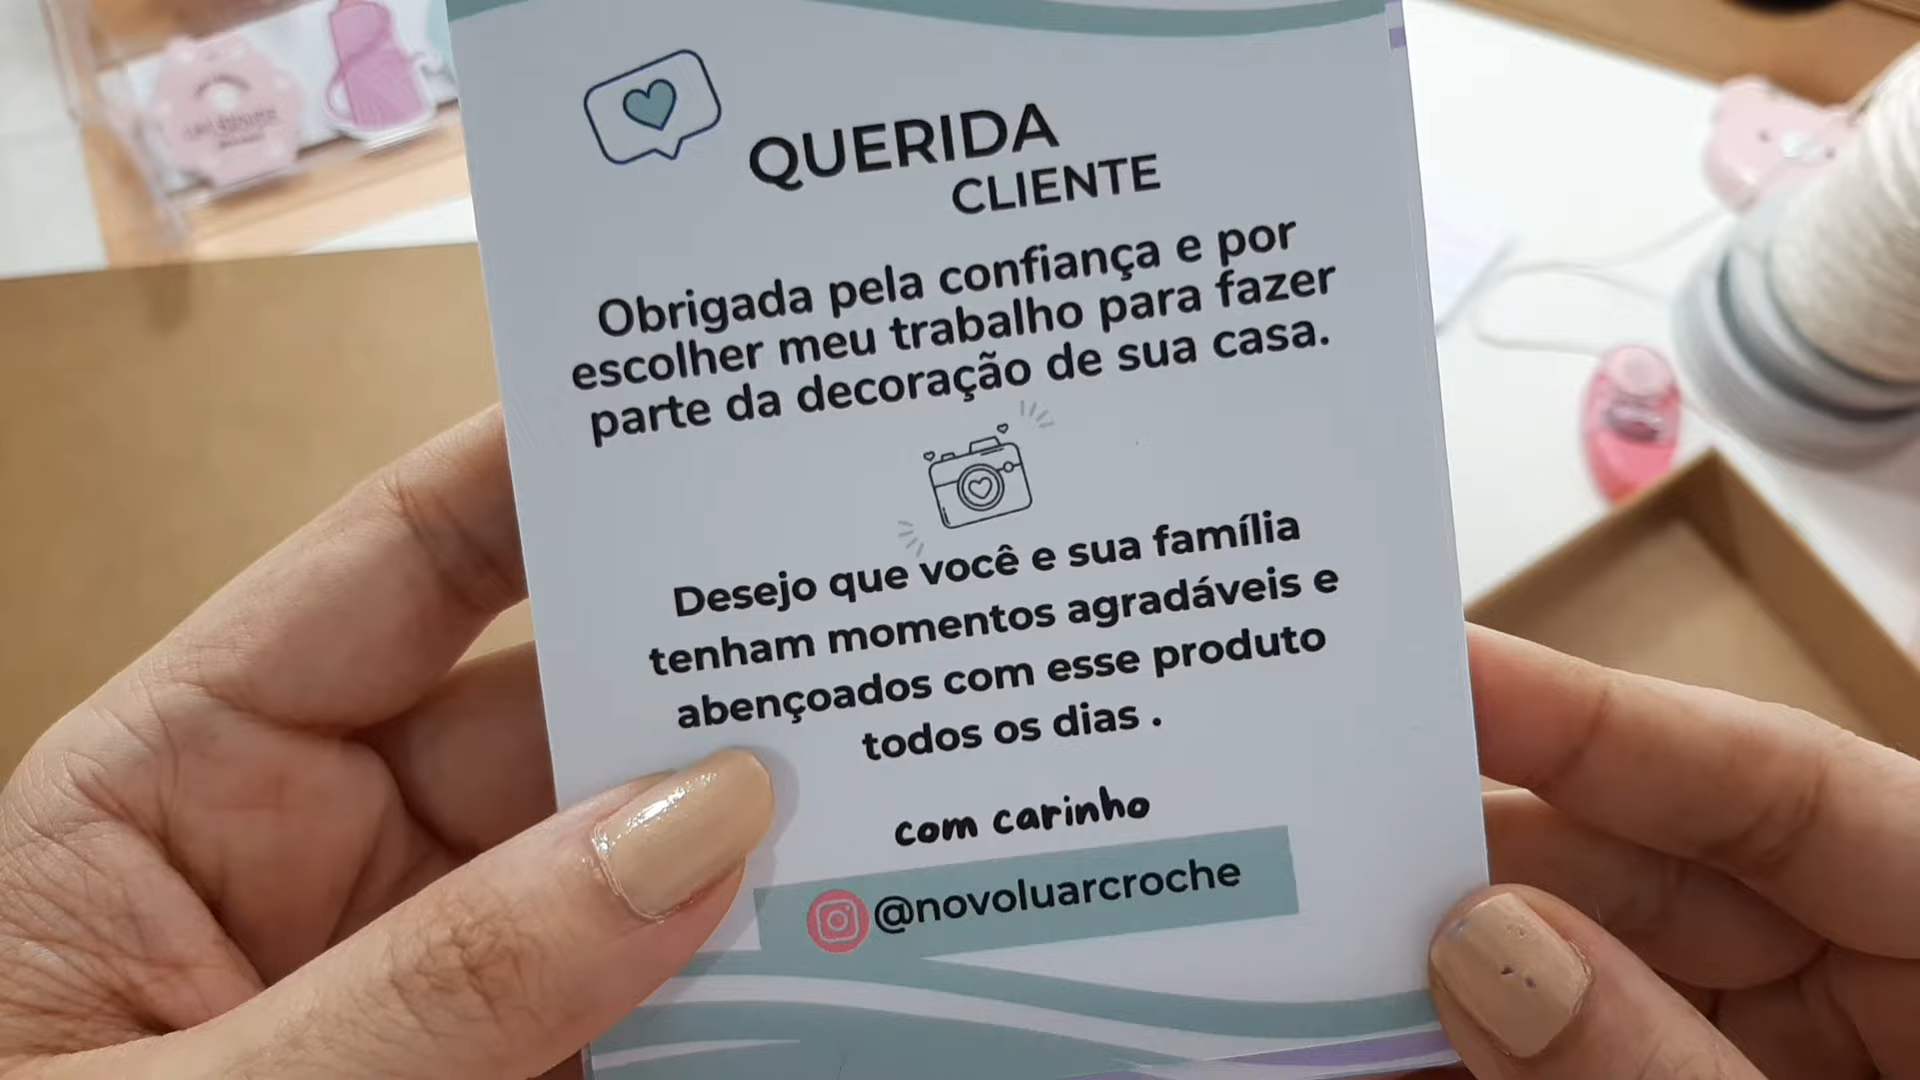 QUERIDA
CLIENTE
Obrigada pela confiança e por
escolher meu trabalho para fazer
parte da decoração de sua casa.
Desejo que você e sua família
tenham momentos agradáveis e
abençoados com esse produto
todos os dias .
com carinho
@novoluarcroche